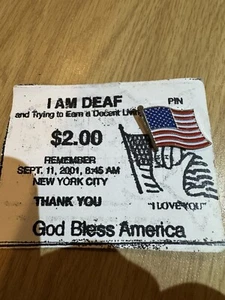 I AM DEAF
and Trying to Earn a Decent Living
PIN
$2.00
REMEMBER
SEPT. 11, 2001, 8:45 AM
NEW YORK CITY
THANK YOU
"I LOVE YOU"
God Bless America